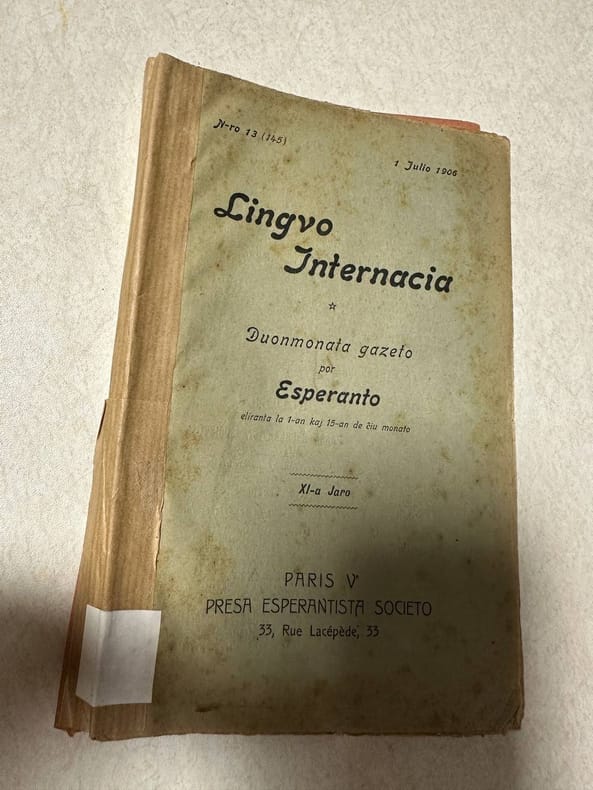 N-ro 13 (145)
1 Julio 1906
Lingvo
Internacia
Duonmonata gazeto
por
Esperanto
eliranta la 1-an kaj 15-an de ĉiu monato
XI-a Jaro
PARIS Vᵉ
PRESA ESPERANTISTA SOCIETO
33, Rue Lacépède, 33